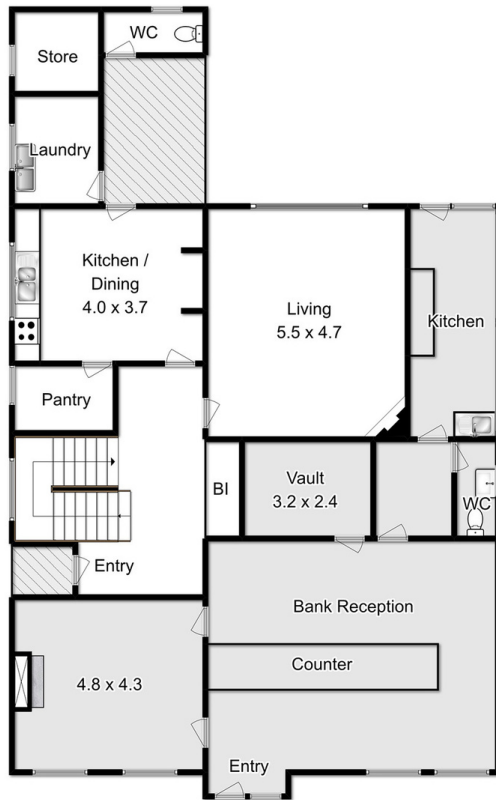 WC
Store
Laundry
Kitchen /
Dining
4.0 x 3.7
Living
5.5 x 4.7
Kitchen
Pantry
BI
Vault
3.2 x 2.4
WC
Entry
Bank Reception
Counter
4.8 x 4.3
Entry